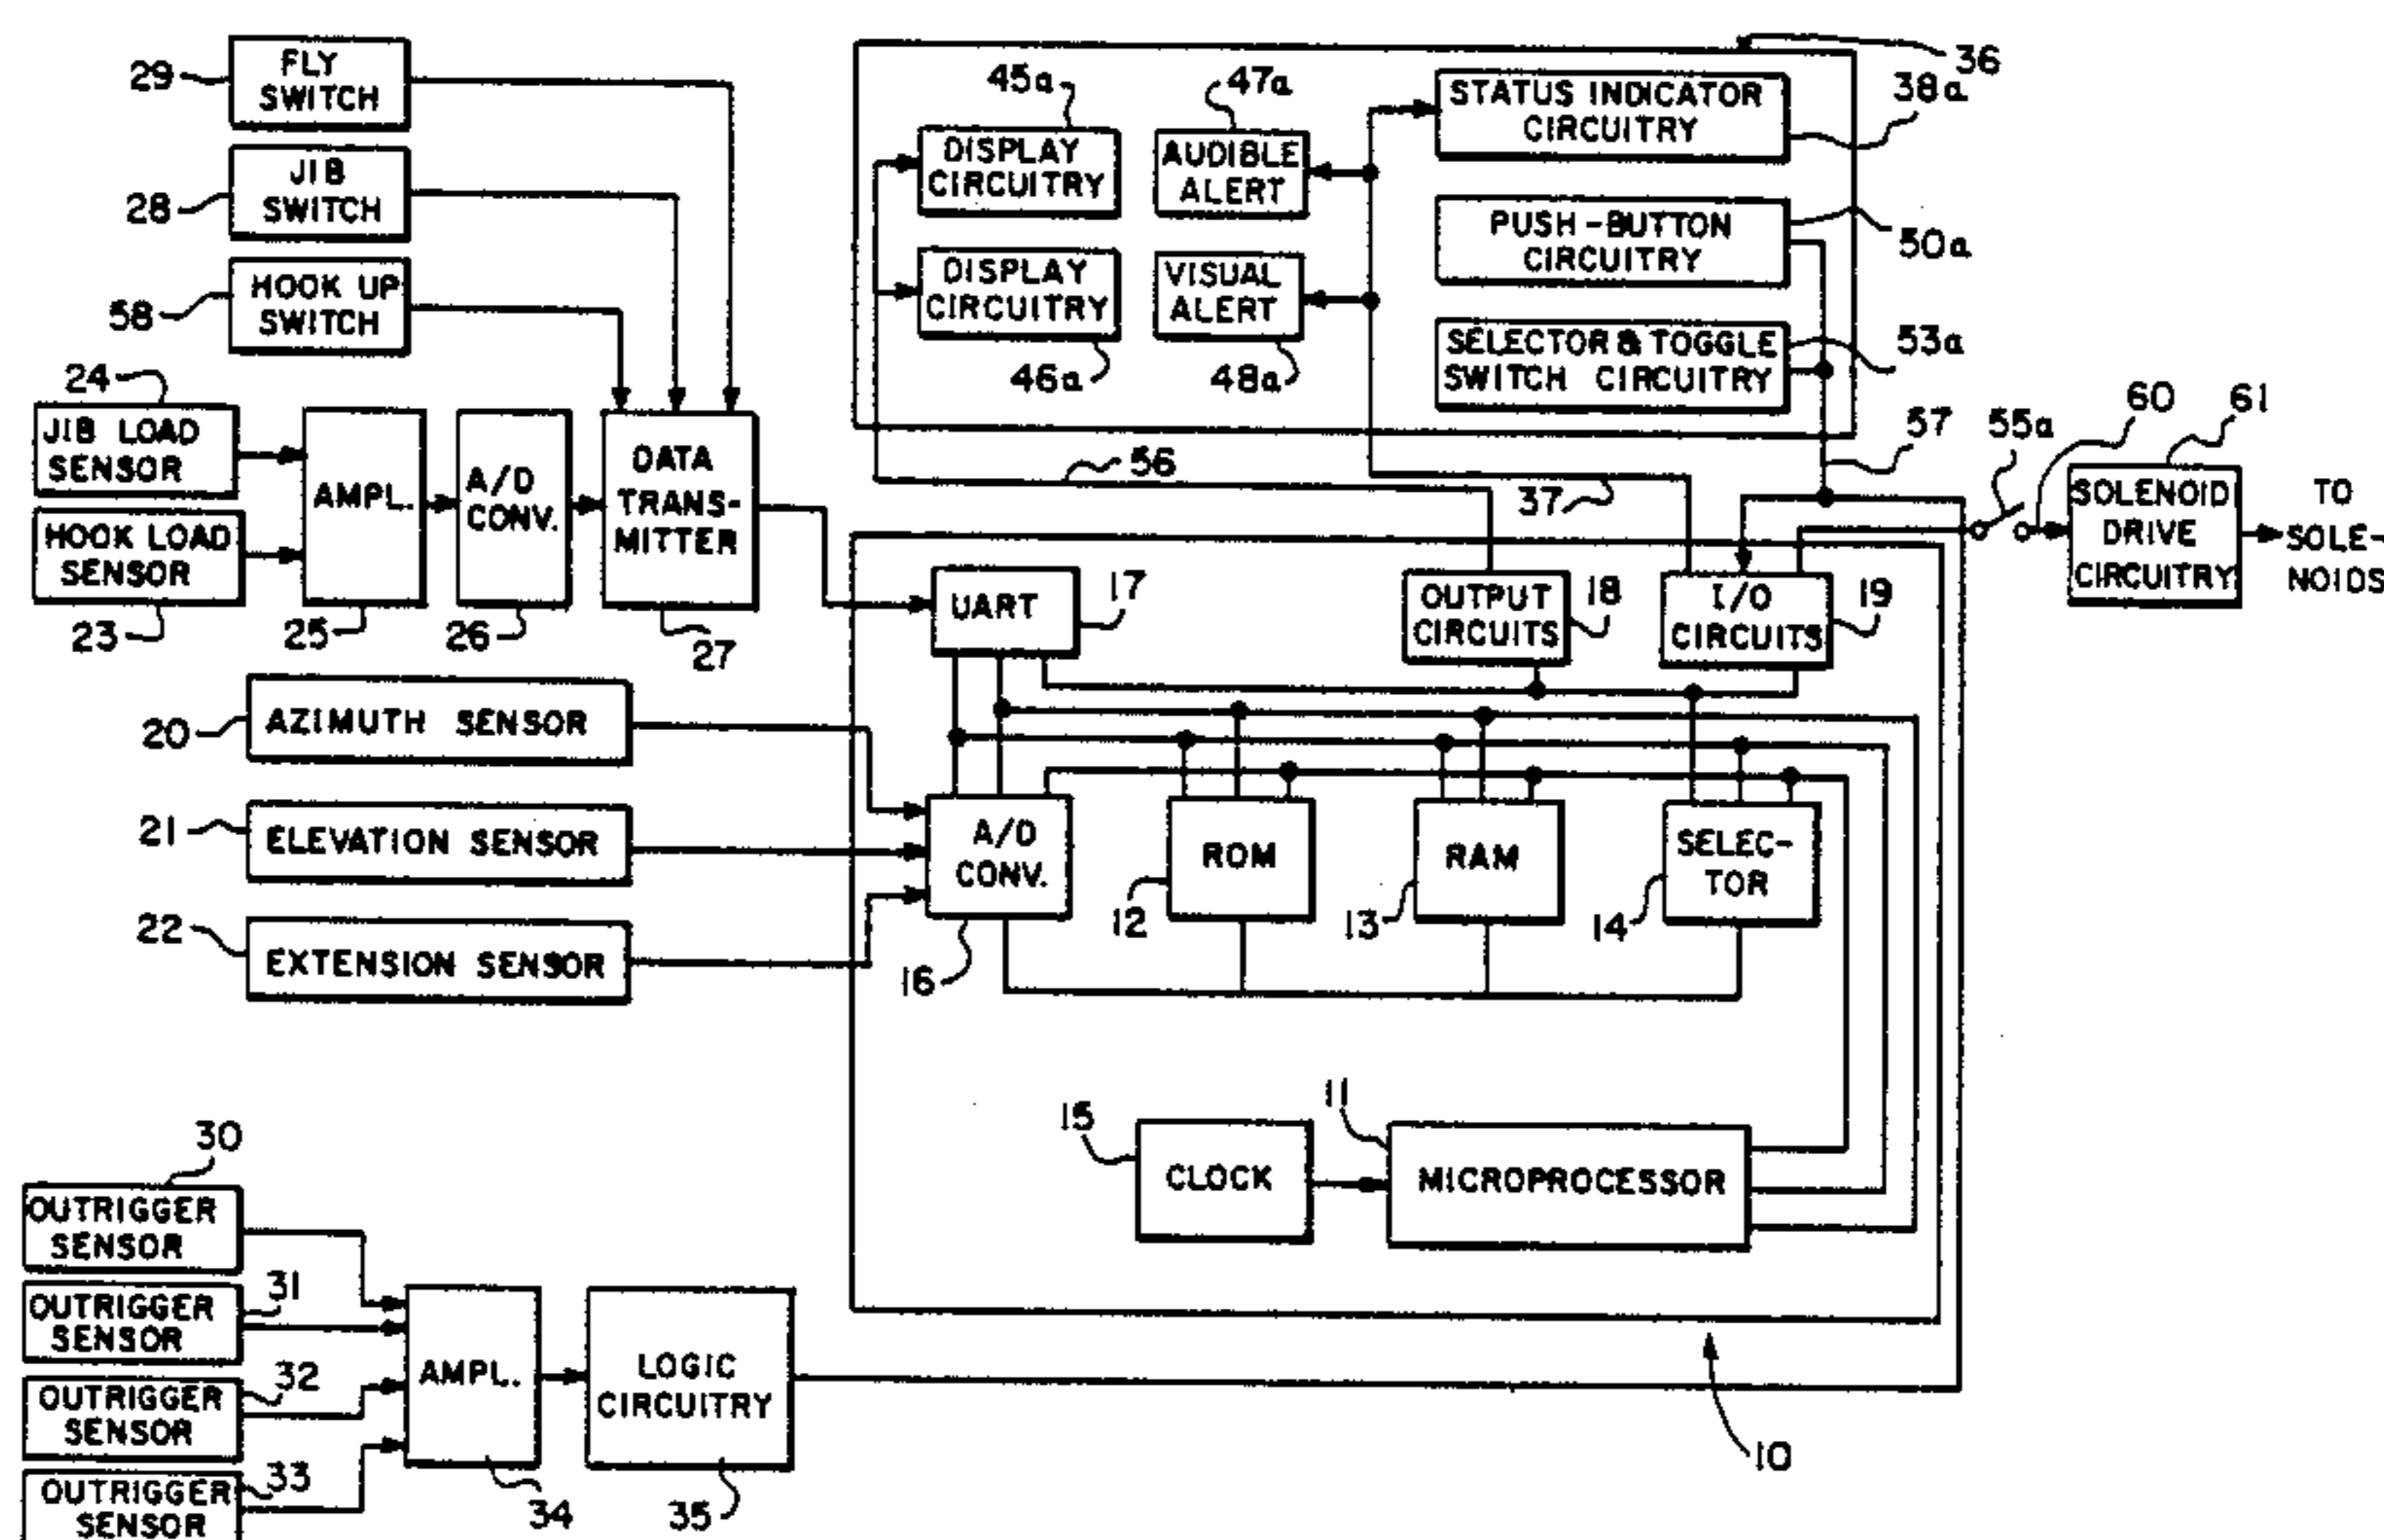 29
FLY
SWITCH
28
JIB
SWITCH
58
HOOK UP
SWITCH
24
JIB LOAD
SENSOR
HOOK LOAD
SENSOR
23
AMPL.
25
A/D
CONV.
26
DATA
TRANS-
MITTER
27
36
45a
DISPLAY
CIRCUITRY
DISPLAY
CIRCUITRY
46a
47a
AUDIBLE
ALERT
VISUAL
ALERT
48a
STATUS INDICATOR
CIRCUITRY
38a
PUSH-BUTTON
CIRCUITRY
50a
SELECTOR & TOGGLE
SWITCH CIRCUITRY
53a
56
37
57
55a
60
61
SOLENOID
DRIVE
CIRCUITRY
TO
SOLE-
NOIDS
UART
17
OUTPUT
CIRCUITS
18
I/O
CIRCUITS
19
20
AZIMUTH SENSOR
21
ELEVATION SENSOR
22
EXTENSION SENSOR
A/D
CONV.
16
ROM
12
RAM
13
SELEC-
TOR
14
15
CLOCK
11
MICROPROCESSOR
10
30
OUTRIGGER
SENSOR
31
OUTRIGGER
SENSOR
32
OUTRIGGER
SENSOR
33
OUTRIGGER
SENSOR
AMPL.
34
LOGIC
CIRCUITRY
35